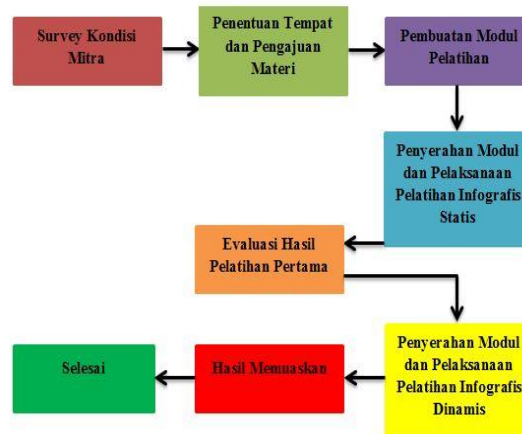 Survey Kondisi
Mitra
Penentuan Tempat
dan Pengajuan
Materi
Pembuatan Modul
Pelatihan
Penyerahan Modul
dan Pelaksanaan
Pelatihan Infografis
Statis
Evaluasi Hasil
Pelatihan Pertama
Penyerahan Modul
dan Pelaksanaan
Pelatihan Infografis
Dinamis
Hasil Memuaskan
Selesai